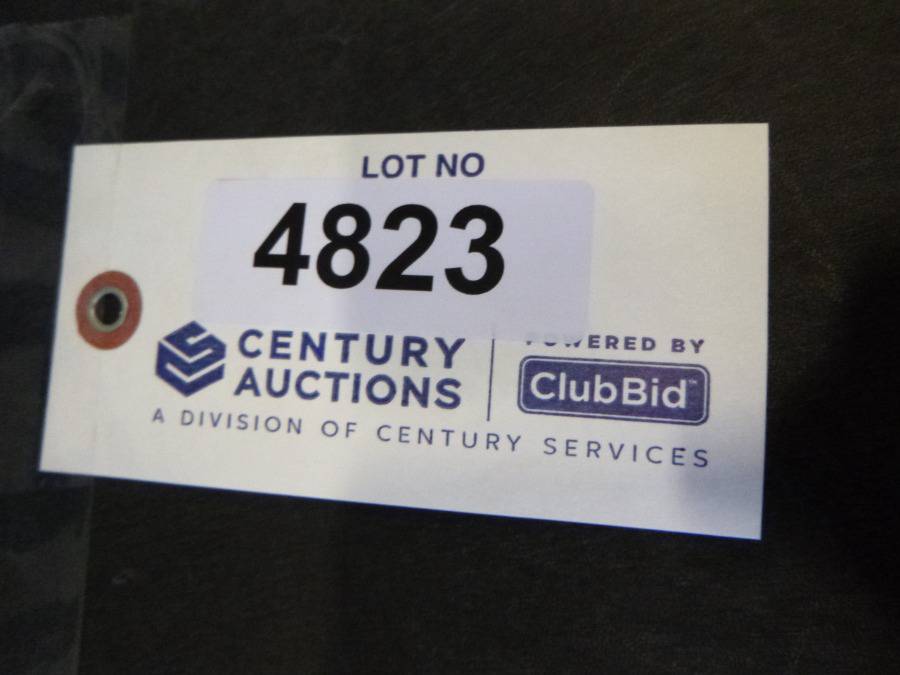 LOT NO
4823
CENTURY
AUCTIONS
POWERED BY
ClubBid™
A DIVISION OF CENTURY SERVICES